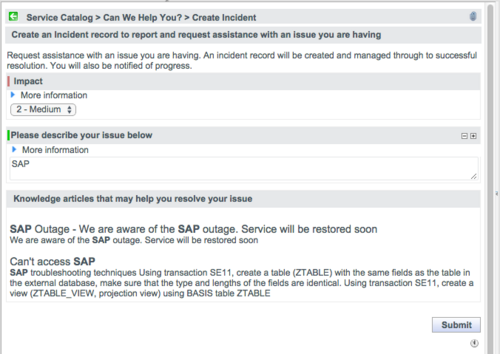 Service Catalog > Can We Help You? > Create Incident
Create an Incident record to report and request assistance with an issue you are having
Request assistance with an issue you are having. An incident record will be created and managed through to successful
resolution. You will also be notified of progress.
Impact
More information
2 - Medium
Please describe your issue below
More information
SAP
Knowledge articles that may help you resolve your issue
SAP Outage - We are aware of the SAP outage. Service will be restored soon
We are aware of the SAP outage. Service will be restored soon
Can't access SAP
SAP troubleshooting techniques Using transaction SE11, create a table (ZTABLE) with the same fields as the table in
the external database, make sure that the type and lengths of the fields are identical. Using transaction SE11, create a
view (ZTABLE_VIEW, projection view) using BASIS table ZTABLE
Submit